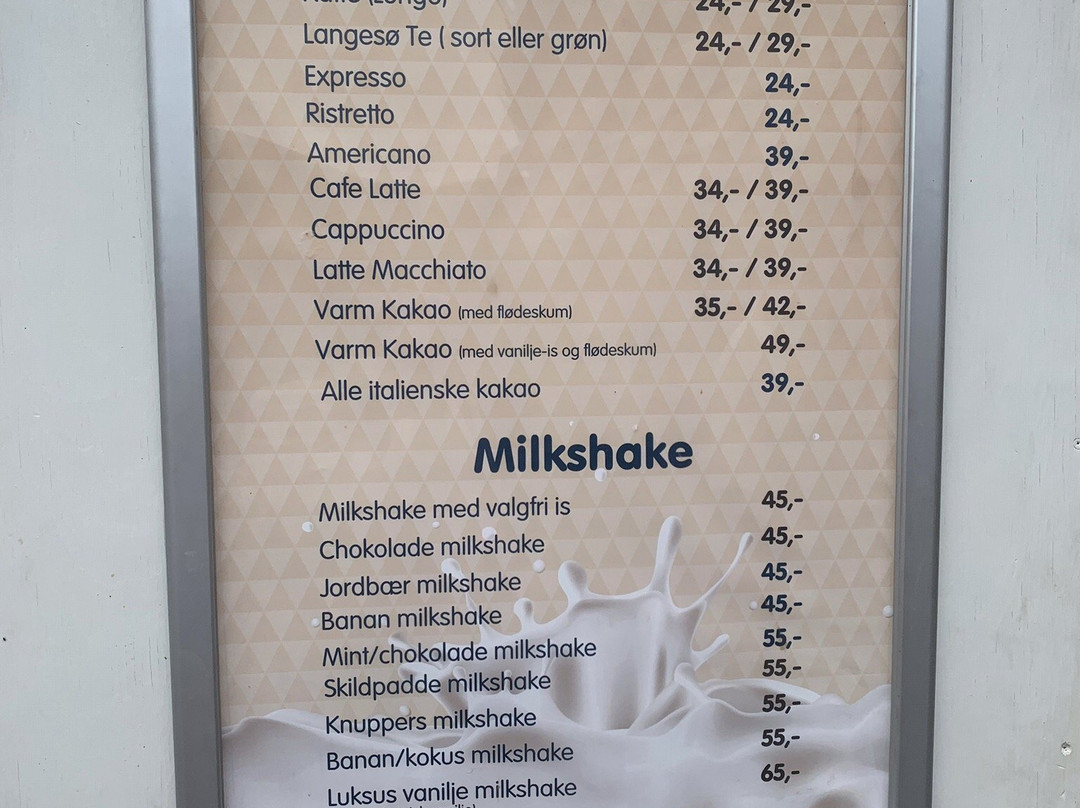 24,- / 29,-
Langesø Te ( sort eller grøn) 24,- / 29,-
Expresso 24,-
Ristretto 24,-
Americano 39,-
Cafe Latte 34,- / 39,-
Cappuccino 34,- / 39,-
Latte Macchiato 34,- / 39,-
Varm Kakao (med flødeskum) 35,- / 42,-
Varm Kakao (med vanilje-is og flødeskum) 49,-
Alle italienske kakao 39,-
Milkshake
Milkshake med valgfri is 45,-
Chokolade milkshake 45,-
Jordbær milkshake 45,-
Banan milkshake 45,-
Mint/chokolade milkshake 55,-
Skildpadde milkshake 55,-
Knuppers milkshake 55,-
Banan/kokus milkshake 55,-
Luksus vanilje milkshake 65,-